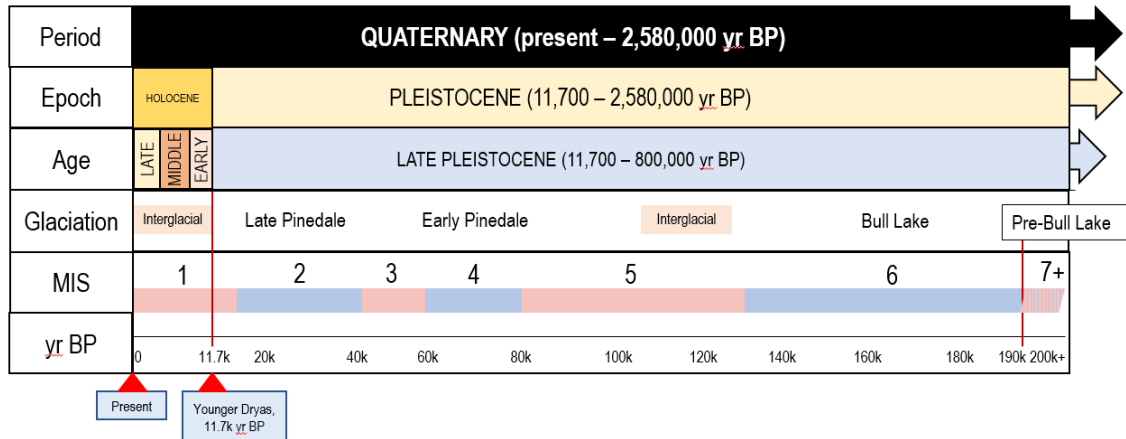 Period
QUATERNARY (present – 2,580,000 yr BP)
Epoch
HOLOCENE
PLEISTOCENE (11,700 – 2,580,000 yr BP)
Age
LATE
MIDDLE
EARLY
LATE PLEISTOCENE (11,700 – 800,000 yr BP)
Glaciation
Interglacial
Late Pinedale
Early Pinedale
Interglacial
Bull Lake
Pre-Bull Lake
MIS
1
2
3
4
5
6
7+
yr BP
0
11.7k
20k
40k
60k
80k
100k
120k
140k
160k
180k
190k
200k+
Present
Younger Dryas,
11.7k yr BP